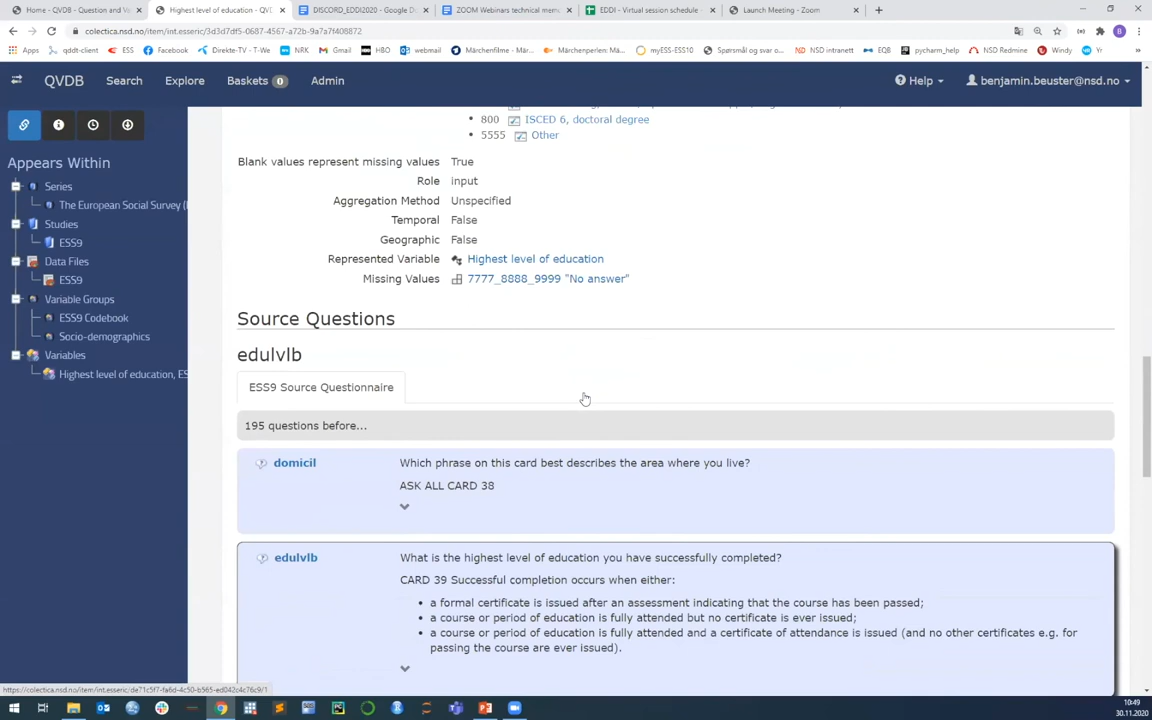 Home - QVDB - Question and Va
Highest level of education - QV
DISCORD_EDDI2020 - Google Do
ZOOM Webinars technical mem
EDDI - Virtual session schedule
Launch Meeting - Zoom
colectica.nsd.no/item/int.esseric/3d3d7df5-0687-4567-a72b-9a7a7f408872
Apps
qddt-client
ESS
Facebook
Direkte-TV - T-We
NRK
Gmail
HBO
webmail
Märchenfilme - Mär...
Märchenperlen: Mä...
myESS-ESS10
Spørsmål og svar o...
NSD intranett
EQB
pycharm_help
NSD Redmine
Windy
Yr
QVDB
Search
Explore
Baskets 0
Admin
Help
benjamin.beuster@nsd.no
Appears Within
Series
The European Social Survey (
Studies
ESS9
Data Files
ESS9
Variable Groups
ESS9 Codebook
Socio-demographics
Variables
Highest level of education, ES
800 ISCED 6, doctoral degree
5555 Other
Blank values represent missing values True
Role input
Aggregation Method Unspecified
Temporal False
Geographic False
Represented Variable Highest level of education
Missing Values 7777_8888_9999 "No answer"
Source Questions
edulvlb
ESS9 Source Questionnaire
195 questions before...
domicil Which phrase on this card best describes the area where you live?
ASK ALL CARD 38
edulvlb What is the highest level of education you have successfully completed?
CARD 39 Successful completion occurs when either:
• a formal certificate is issued after an assessment indicating that the course has been passed;
• a course or period of education is fully attended but no certificate is ever issued;
• a course or period of education is fully attended and a certificate of attendance is issued (and no other certificates e.g. for
passing the course are ever issued).
https://colectica.nsd.no/item/int.esseric/de71c5f7-fa6d-4c50-b565-ed042c4c76c9/1
10:49
30.11.2020